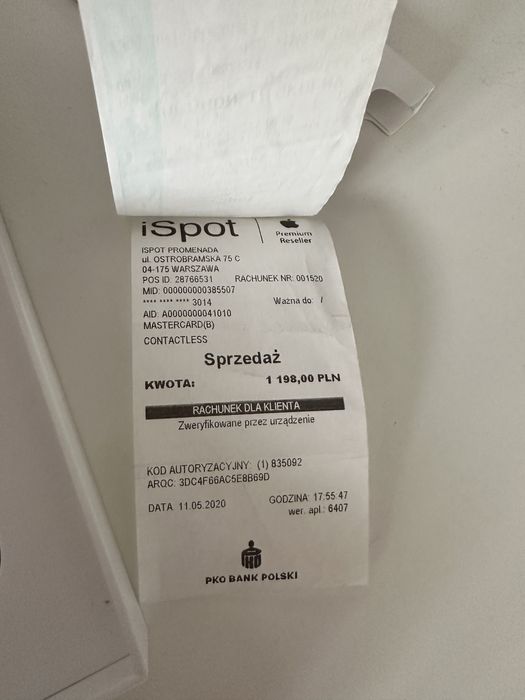 iSpot
Premium
Reseller
ISPOT PROMENADA
ul. OSTROBRAMSKA 75 C
04-175 WARSZAWA
POS ID: 28766531 RACHUNEK NR: 001520
MID: 000000000385507
**** **** **** 3014 Ważna do: /
AID: A0000000041010
MASTERCARD(B)
CONTACTLESS
Sprzedaż
KWOTA: 1 198,00 PLN
RACHUNEK DLA KLIENTA
Zweryfikowane przez urządzenie
KOD AUTORYZACYJNY: (1) 835092
ARQC: 3DC4F66AC5E8B69D
DATA: 11.05.2020 GODZINA: 17:55:47
wer. apl.: 6407
PKO BANK POLSKI